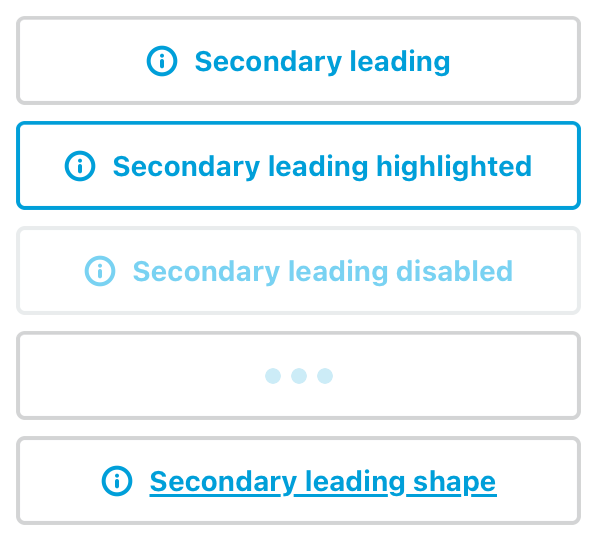 Secondary leading
Secondary leading highlighted
Secondary leading disabled
Secondary leading shape